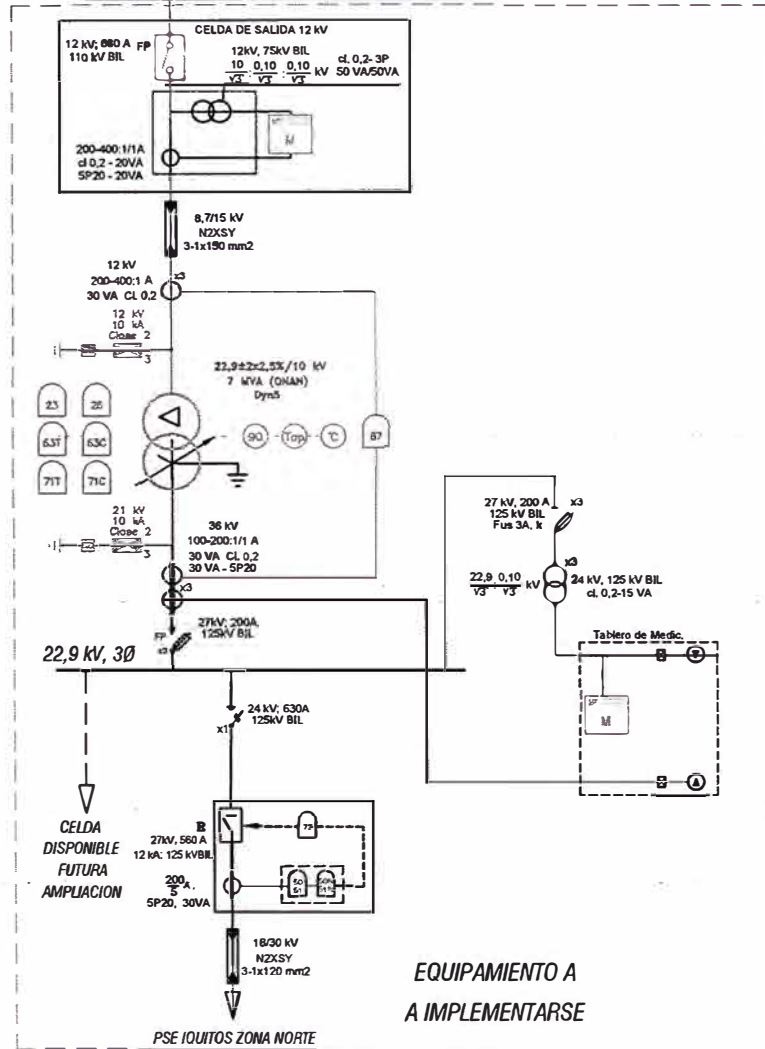 CELDA DE SALIDA 12 kV
12 kV; 630 A FP
110 kV BIL
12kV, 75kV BIL
10/√3 : 0,10/√3 : 0,10/√3 kV
cl. 0,2- 3P
50 VA/50VA
M
200-400:1/1A
cl 0,2 - 20VA
5P20 - 20VA
8,7/15 kV
N2XSY
3-1x150 mm2
12 kV
200-400:1 A
30 VA CL 0,2
x3
12 kV
10 kA
Clase 2
3
22,9±2x2,5%/10 kV
7 MVA (ONAN)
Dyn5
23
26
63T
63C
71T
71C
90
Tap
°C
87
21 kV
10 kA
Clase 2
3
36 kV
100-200:1/1 A
30 VA CL 0,2
30 VA - 5P20
x3
27kV; 200A,
125kV BIL
FP
x3
22,9 kV, 3Ø
27 kV, 200 A
125 kV BIL
Fus 3A, k
x3
x3
22,9/√3 : 0,10/√3 kV
24 kV, 125 kV BIL
cl. 0,2-15 VA
Tablero de Medic.
M
24 kV; 630A
125kV BIL
x1
CELDA
DISPONIBLE
FUTURA
AMPLIACION
R
27kV, 560 A
12 kA: 125 kVBIL
79
200/5 A,
5P20, 30VA
50
51
18/30 kV
N2XSY
3-1x120 mm2
EQUIPAMIENTO A
A IMPLEMENTARSE
PSE IQUITOS ZONA NORTE